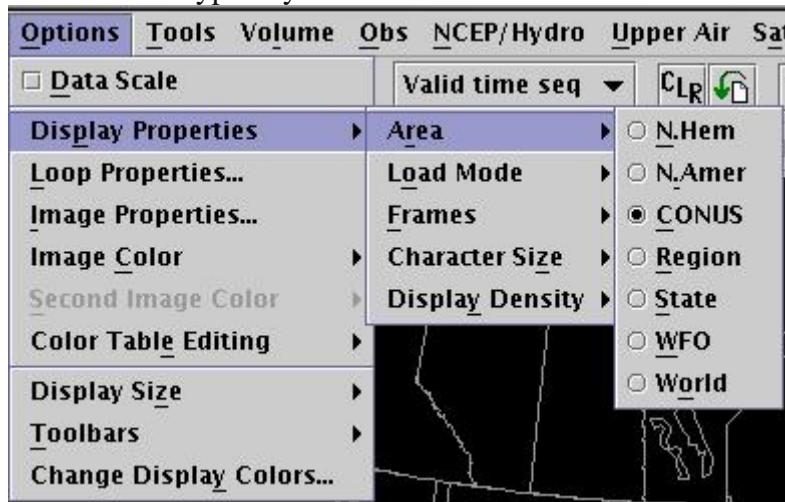 Options Tools Volume Obs NCEP/Hydro Upper Air
Data Scale
Valid time seq
CLR
Display Properties
Loop Properties...
Image Properties...
Image Color
Second Image Color
Color Table Editing
Display Size
Toolbars
Change Display Colors...
Area
Load Mode
Frames
Character Size
Display Density
N.Hem
N.Amer
CONUS
Region
State
WFO
World